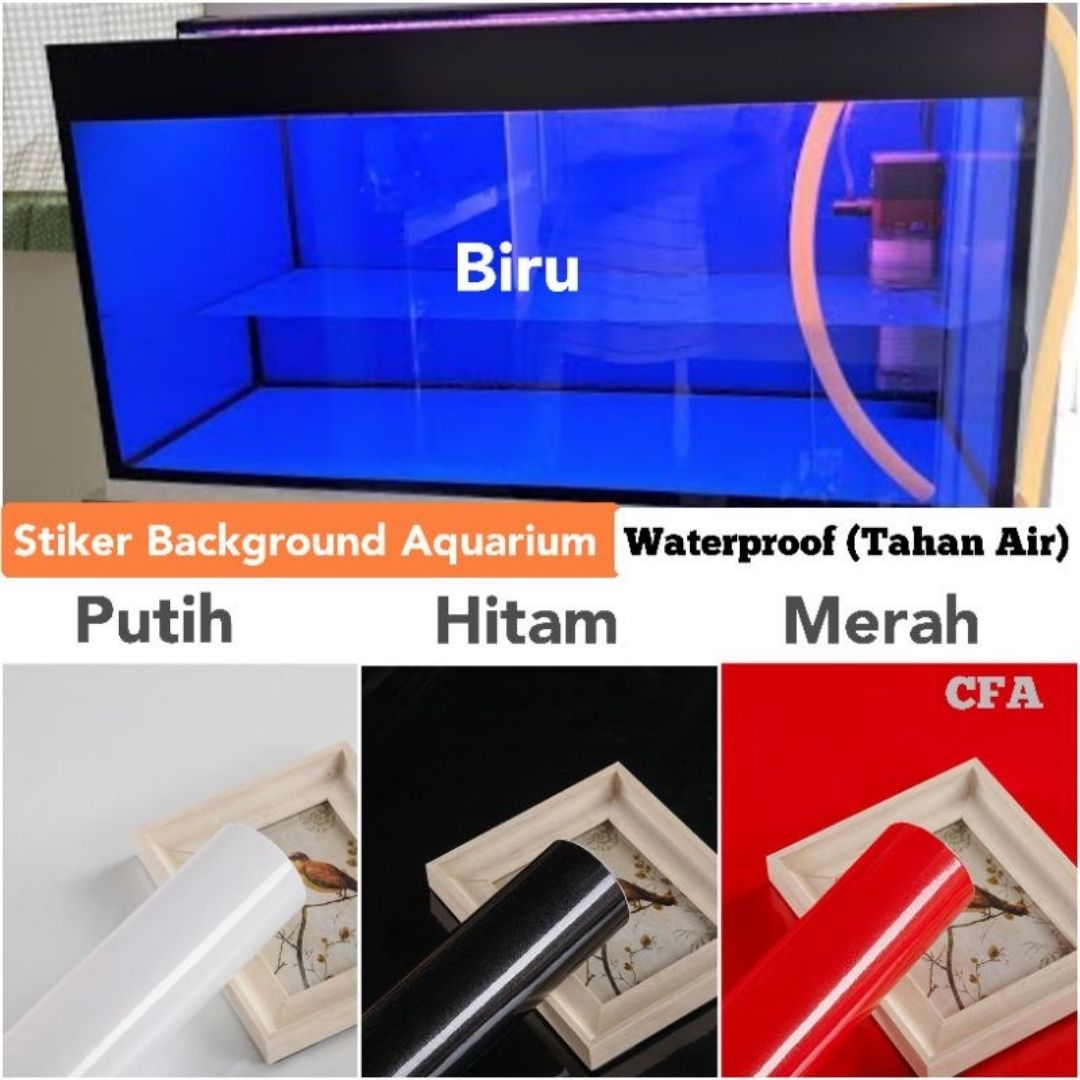 Biru
Stiker Background Aquarium Waterproof (Tahan Air)
Putih Hitam Merah
CFA